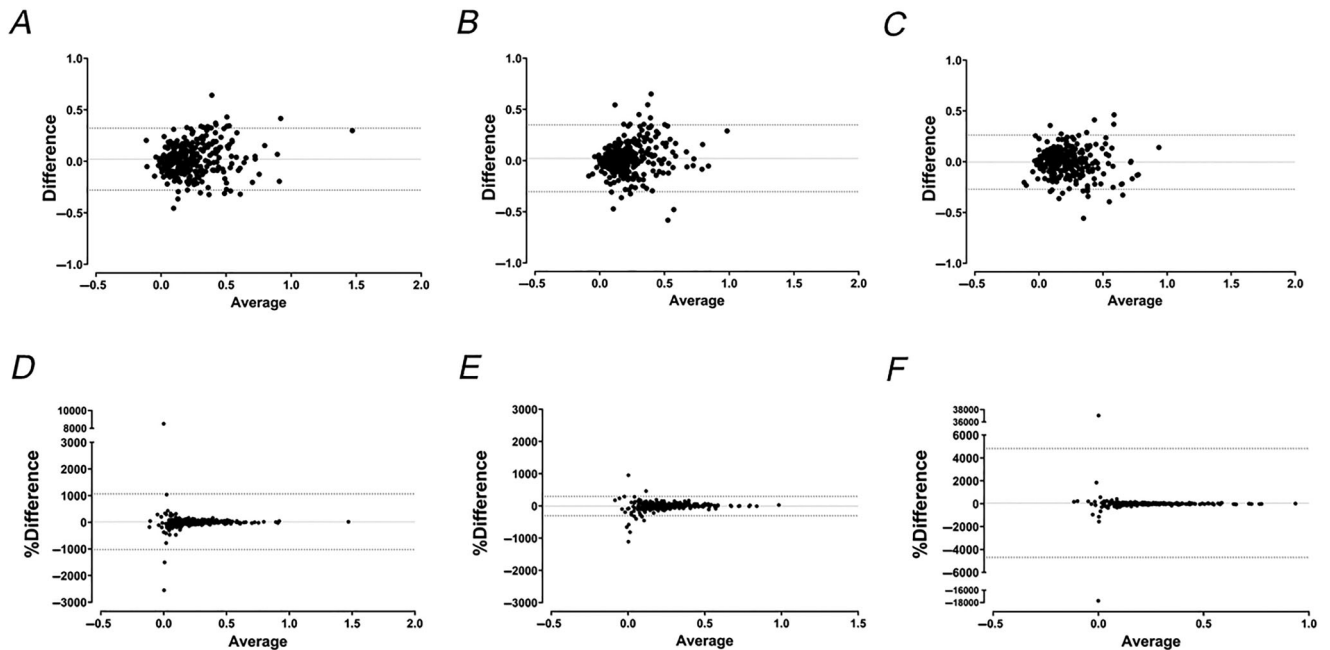 A
B
C
1.0
0.5
0.0
–0.5
–1.0
Difference
–0.5 0.0 0.5 1.0 1.5 2.0
Average
1.0
0.5
0.0
–0.5
–1.0
Difference
–0.5 0.0 0.5 1.0 1.5 2.0
Average
1.0
0.5
0.0
–0.5
–1.0
Difference
–0.5 0.0 0.5 1.0 1.5 2.0
Average
D
E
F
10000
8000
3000
2000
1000
0
–1000
–2000
–3000
%Difference
–0.5 0.0 0.5 1.0 1.5 2.0
Average
3000
2000
1000
0
–1000
–2000
–3000
%Difference
–0.5 0.0 0.5 1.0 1.5
Average
38000
36000
6000
4000
2000
0
–2000
–4000
–6000
–16000
–18000
%Difference
–0.5 0.0 0.5 1.0
Average